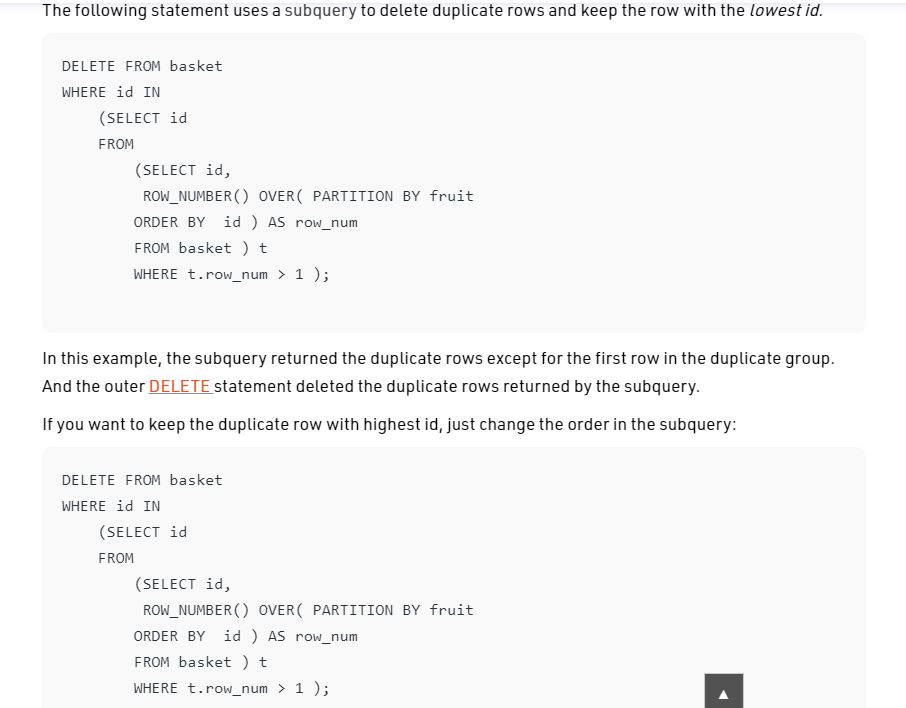 The following statement uses a subquery to delete duplicate rows and keep the row with the lowest id.
DELETE FROM basket
WHERE id IN
(SELECT id
FROM
(SELECT id,
ROW_NUMBER() OVER( PARTITION BY fruit
ORDER BY  id ) AS row_num
FROM basket ) t
WHERE t.row_num > 1 );
In this example, the subquery returned the duplicate rows except for the first row in the duplicate group.
And the outer DELETE statement deleted the duplicate rows returned by the subquery.
If you want to keep the duplicate row with highest id, just change the order in the subquery:
DELETE FROM basket
WHERE id IN
(SELECT id
FROM
(SELECT id,
ROW_NUMBER() OVER( PARTITION BY fruit
ORDER BY  id ) AS row_num
FROM basket ) t
WHERE t.row_num > 1 );